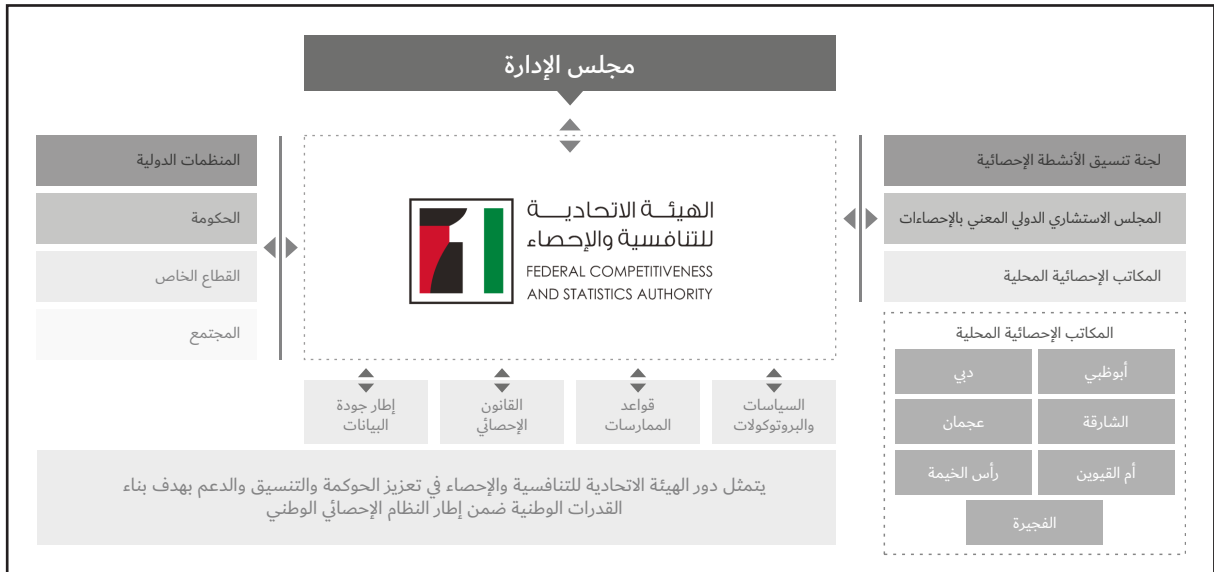 مجلس الإدارة
لجنة تنسيق الأنشطة الإحصائية
المجلس الاستشاري الدولي المعني بالإحصاءات
المكاتب الإحصائية المحلية
المكاتب الإحصائية المحلية
أبوظبي
دبي
الشارقة
عجمان
أم القيوين
رأس الخيمة
الفجيرة
الهيئــة الاتحاديــــة
للتنافسية والإحصاء
FEDERAL COMPETITIVENESS
AND STATISTICS AUTHORITY
المنظمات الدولية
الحكومة
القطاع الخاص
المجتمع
السياسات
والبروتوكولات
قواعد
الممارسات
القانون
الإحصائي
إطار جودة
البيانات
يتمثل دور الهيئة الاتحادية للتنافسية والإحصاء في تعزيز الحوكمة والتنسيق والدعم بهدف بناء
القدرات الوطنية ضمن إطار النظام الإحصائي الوطني